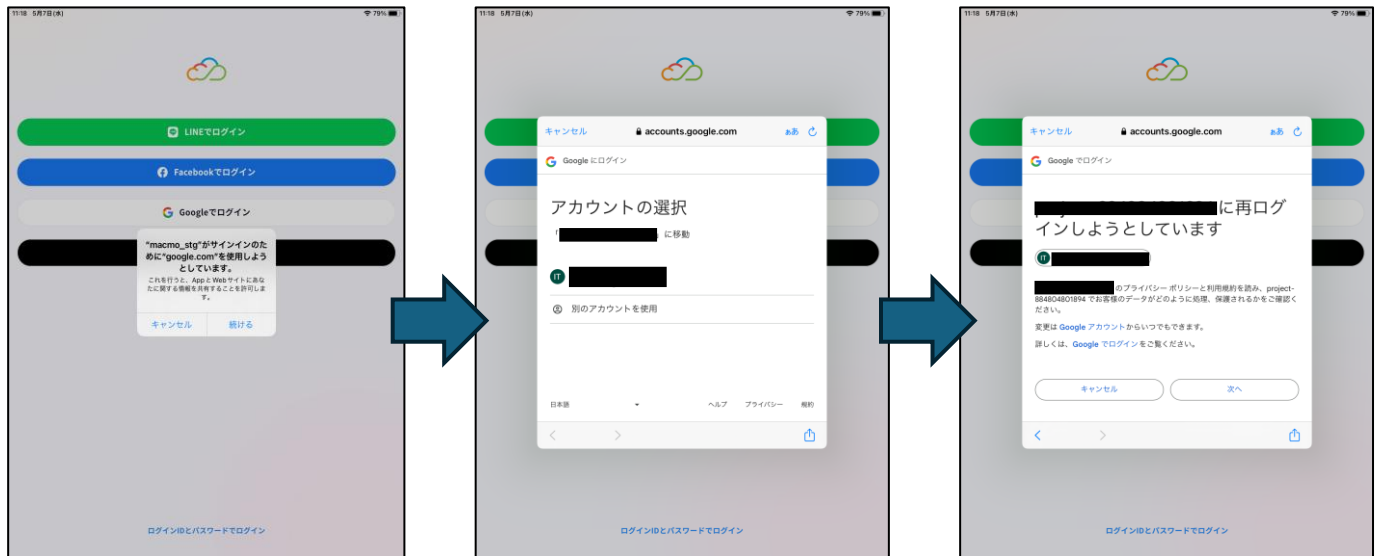 11:18 5月7日(水)
79%
LINEでログイン
Facebookでログイン
Googleでログイン
"macmo_stg"がサインインのた
めに"google.com"を使用しよう
としています。
これを行うと、AppとWebサイトにあな
たに関する情報を共有することを許可しま
す。
キャンセル 続ける
ログインIDとパスワードでログイン
11:18 5月7日(水)
79%
キャンセル accounts.google.com ああ
G Google にログイン
アカウントの選択
「 」に移動
IT
別のアカウントを使用
日本語 ヘルプ プライバシー 規約
ログインIDとパスワードでログイン
11:18 5月7日(水)
79%
キャンセル accounts.google.com ああ
G Google でログイン
に再ログ
インしようとしています
IT
のプライバシー ポリシーと利用規約を読み、project-
884804801894 でお客様のデータがどのように処理、保護されるかをご確認く
ださい。
変更は Google アカウントからいつでもできます。
詳しくは、Google でログインをご覧ください。
キャンセル 次へ
ログインIDとパスワードでログイン